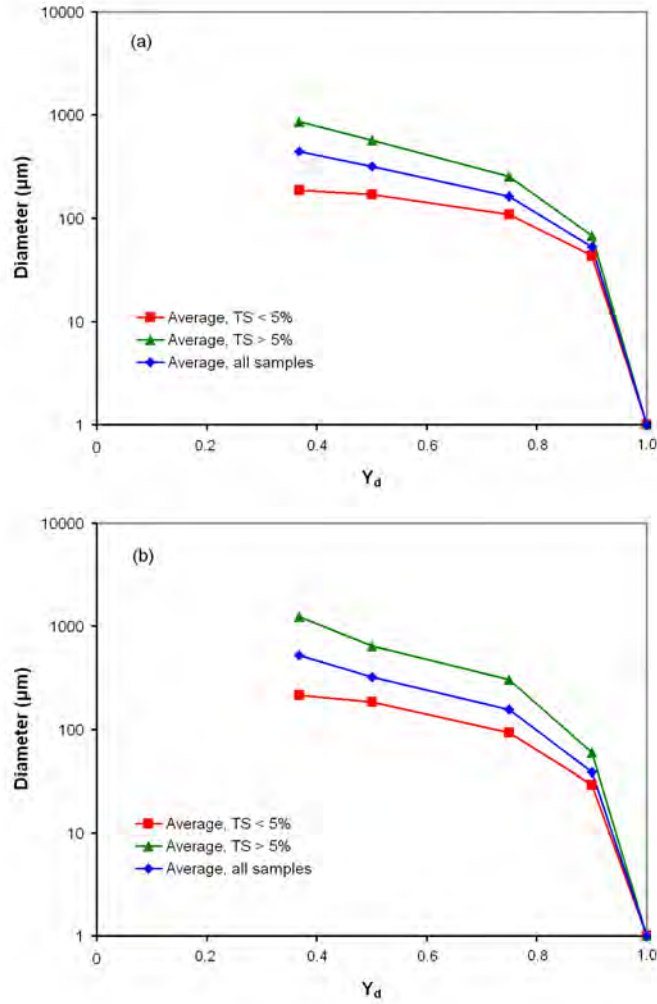 10000
(a)
1000
100
10
1
Diameter (µm)
Average, TS < 5%
Average, TS > 5%
Average, all samples
0
0.2
0.4
0.6
0.8
1.0
Yd
10000
(b)
1000
100
10
1
Diameter (µm)
Average, TS < 5%
Average, TS > 5%
Average, all samples
0
0.2
0.4
0.6
0.8
1.0
Yd